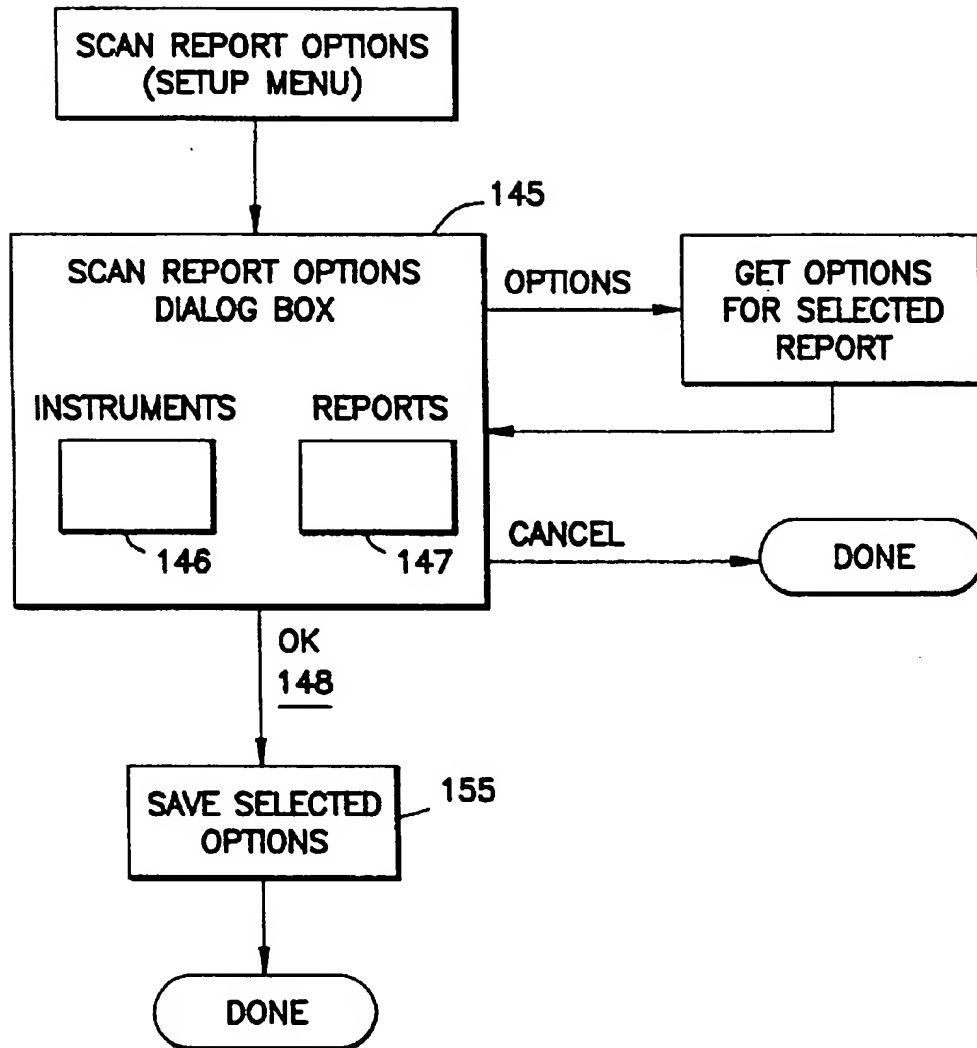 SCAN REPORT OPTIONS
(SETUP MENU)
145
SCAN REPORT OPTIONS
DIALOG BOX
OPTIONS
GET OPTIONS
FOR SELECTED
REPORT
INSTRUMENTS
REPORTS
146
147
CANCEL
DONE
OK
148
SAVE SELECTED
OPTIONS
155
DONE